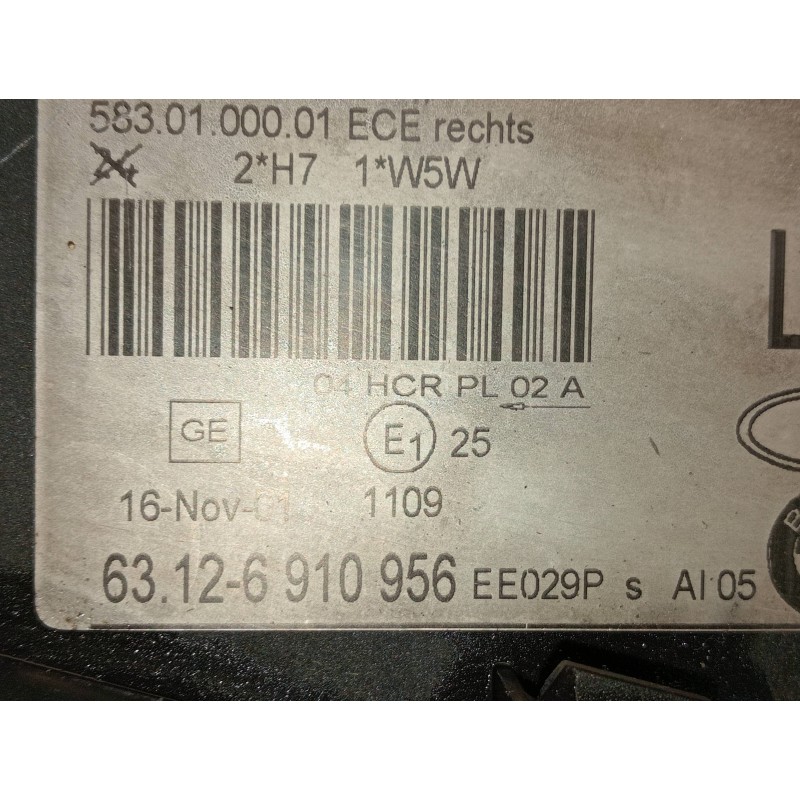 583.01.000.01 ECE rechts
24 2*H7 1*W5W
L
04 HCR PL 02 A
GE E1 25
16-Nov-01 1109
B
63.12-6 910 956 EE029P s AI 05